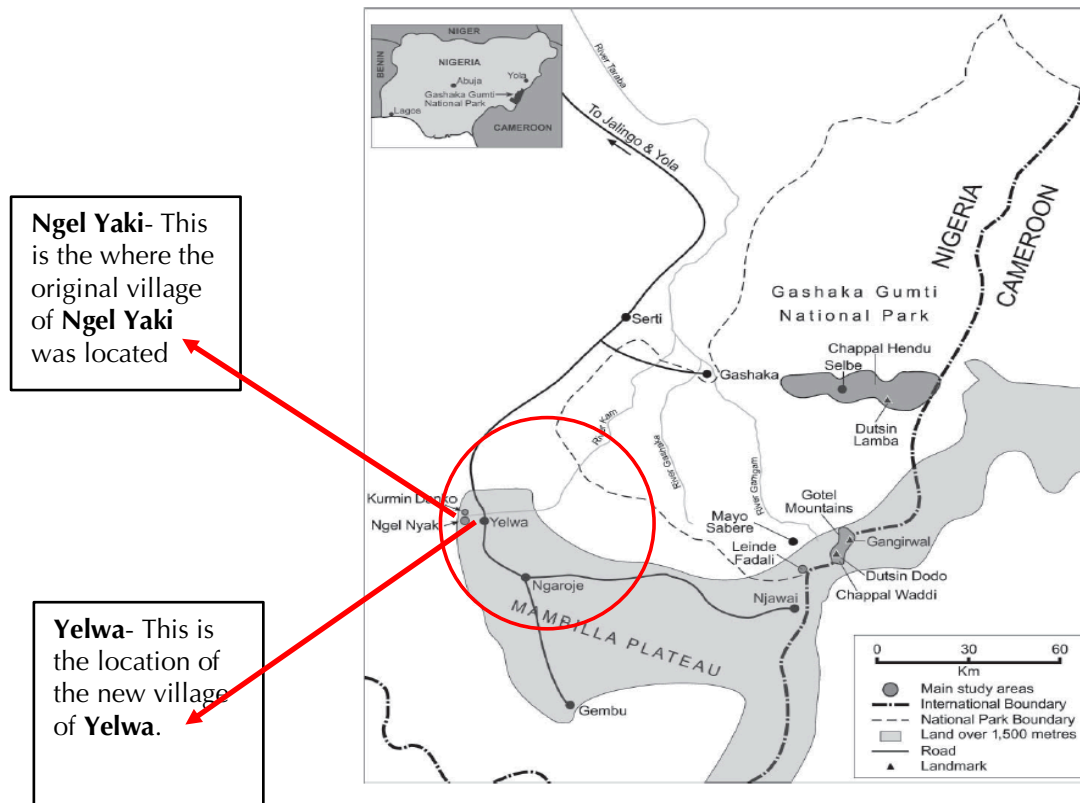 NIGER
BENIN
NIGERIA
Abuja
Yola
Gashaka Gumti
National Park
Lagos
CAMEROON
River Taraba
To Jalingo & Yola
NIGERIA
CAMEROON
Ngel Yaki- This
is the where the
original village
of Ngel Yaki
was located
Gashaka Gumti
National Park
Serti
Chappal Hendu
Selbe
Gashaka
Dutsin
Lamba
River Kam
River Gashaka
River Gamgam
Kurmin Danko
Ngel Nyaki
Yelwa
Gotel
Mountains
Mayo
Sabere
Gangirwal
Leinde
Fadali
Dutsin Dodo
Chappal Waddi
Ngaroje
Njawai
MAMBILLA PLATEAU
Gembu
Yelwa- This is
the location of
the new village
of Yelwa.
0 30 60
Km
Main study areas
International Boundary
National Park Boundary
Land over 1,500 metres
Road
Landmark